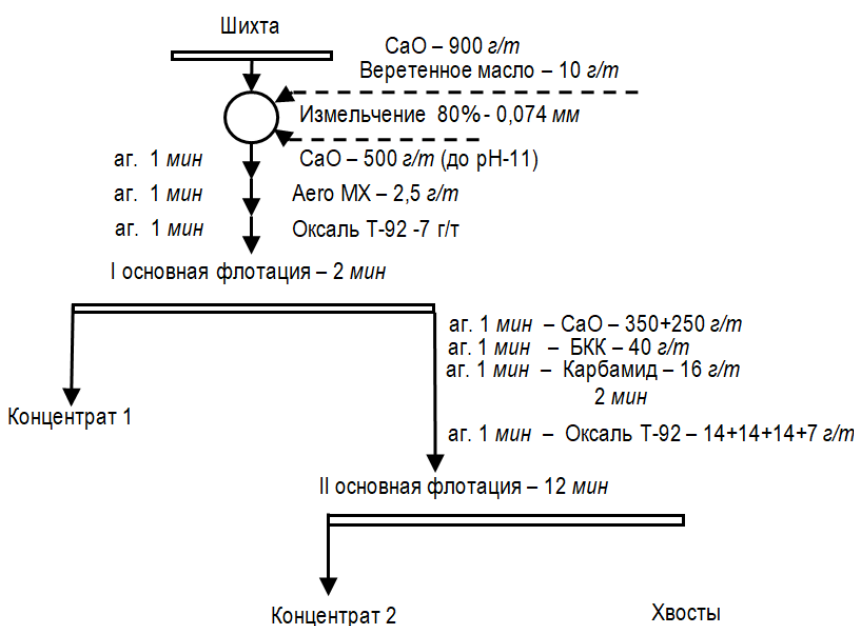 Шихта
CaO – 900 г/т
Веретенное масло – 10 г/т
Измельчение 80% - 0,074 мм
аг. 1 мин CaO – 500 г/т (до pH-11)
аг. 1 мин Aero MX – 2,5 г/т
аг. 1 мин Оксаль Т-92 -7 г/т
I основная флотация – 2 мин
аг. 1 мин – CaO – 350+250 г/т
аг. 1 мин – БКК – 40 г/т
аг. 1 мин – Карбамид – 16 г/т
2 мин
Концентрат 1
аг. 1 мин – Оксаль Т-92 – 14+14+14+7 г/т
II основная флотация – 12 мин
Концентрат 2 Хвосты